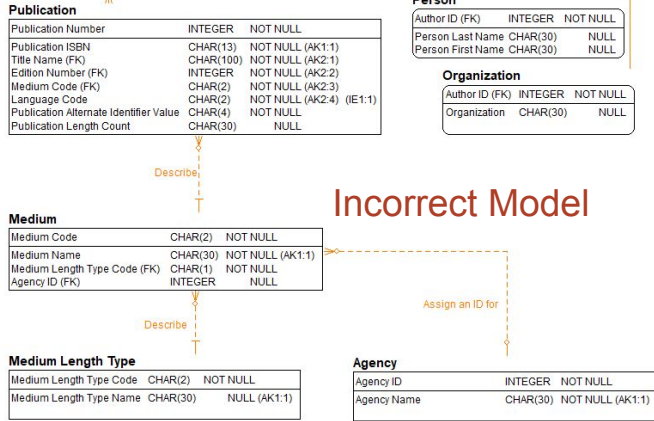 Publication
Publication Number INTEGER NOT NULL
Publication ISBN CHAR(13) NOT NULL (AK1:1)
Title Name (FK) CHAR(100) NOT NULL (AK2:1)
Edition Number (FK) INTEGER NOT NULL (AK2:2)
Medium Code (FK) CHAR(2) NOT NULL (AK2:3)
Language Code CHAR(2) NOT NULL (AK2:4) (IE1:1)
Publication Alternate Identifier Value CHAR(4) NOT NULL
Publication Length Count CHAR(30) NULL
Person
Author ID (FK) INTEGER NOT NULL
Person Last Name CHAR(30) NULL
Person First Name CHAR(30) NULL
Organization
Author ID (FK) INTEGER NOT NULL
Organization CHAR(30) NULL
Describe
Incorrect Model
Medium
Medium Code CHAR(2) NOT NULL
Medium Name CHAR(30) NOT NULL (AK1:1)
Medium Length Type Code (FK) CHAR(1) NOT NULL
Agency ID (FK) INTEGER NULL
Assign an ID for
Describe
Medium Length Type
Medium Length Type Code CHAR(2) NOT NULL
Medium Length Type Name CHAR(30) NULL (AK1:1)
Agency
Agency ID INTEGER NOT NULL
Agency Name CHAR(30) NOT NULL (AK1:1)